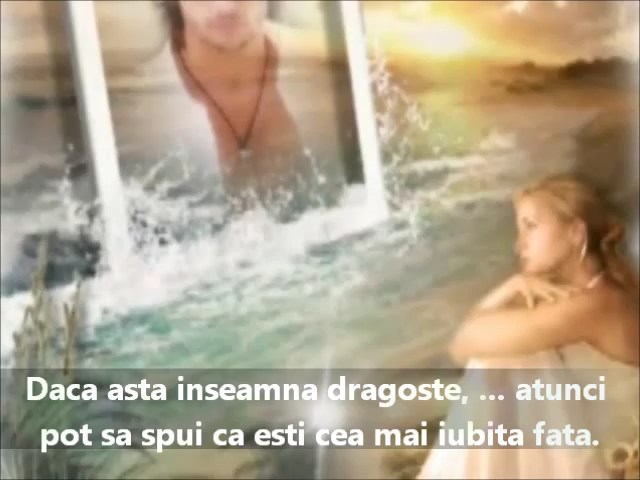 Daca asta inseamna dragoste, ... atunci
pot sa spui ca esti cea mai iubita fata.